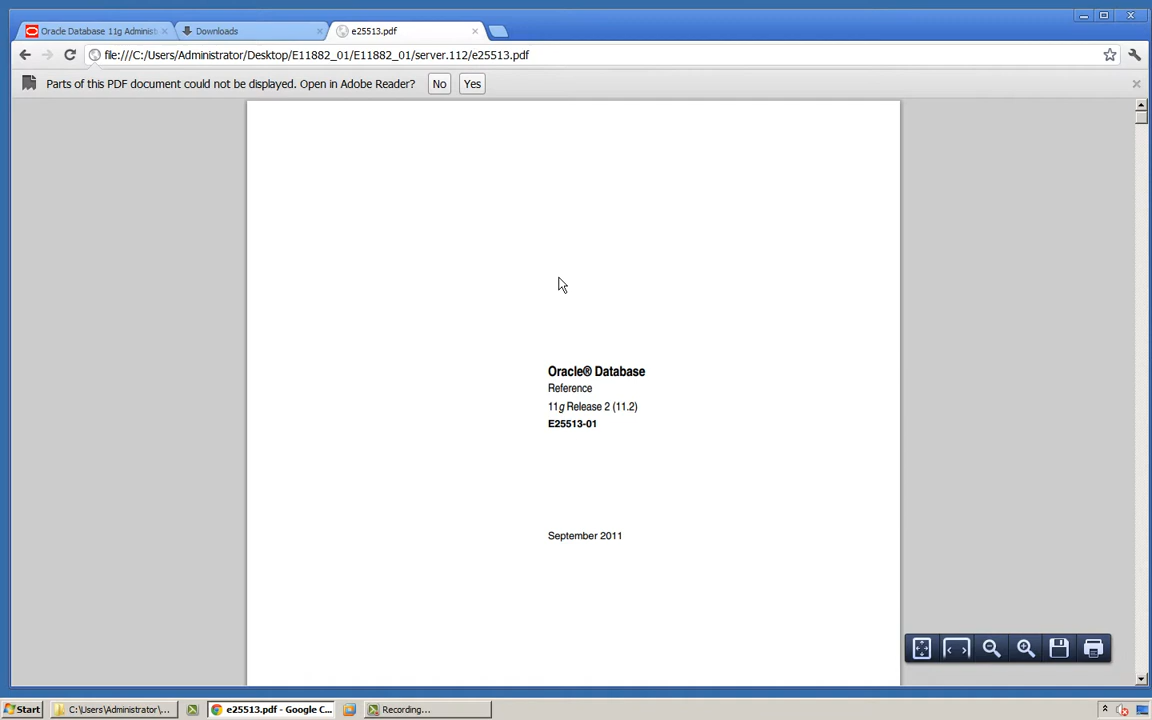 Oracle Database 11g Administ
Downloads
e25513.pdf
file:///C:/Users/Administrator/Desktop/E11882_01/E11882_01/server.112/e25513.pdf
Parts of this PDF document could not be displayed. Open in Adobe Reader? No Yes
Oracle® Database
Reference
11g Release 2 (11.2)
E25513-01
September 2011
Start
C:\Users\Administrator\...
e25513.pdf - Google C...
Recording...